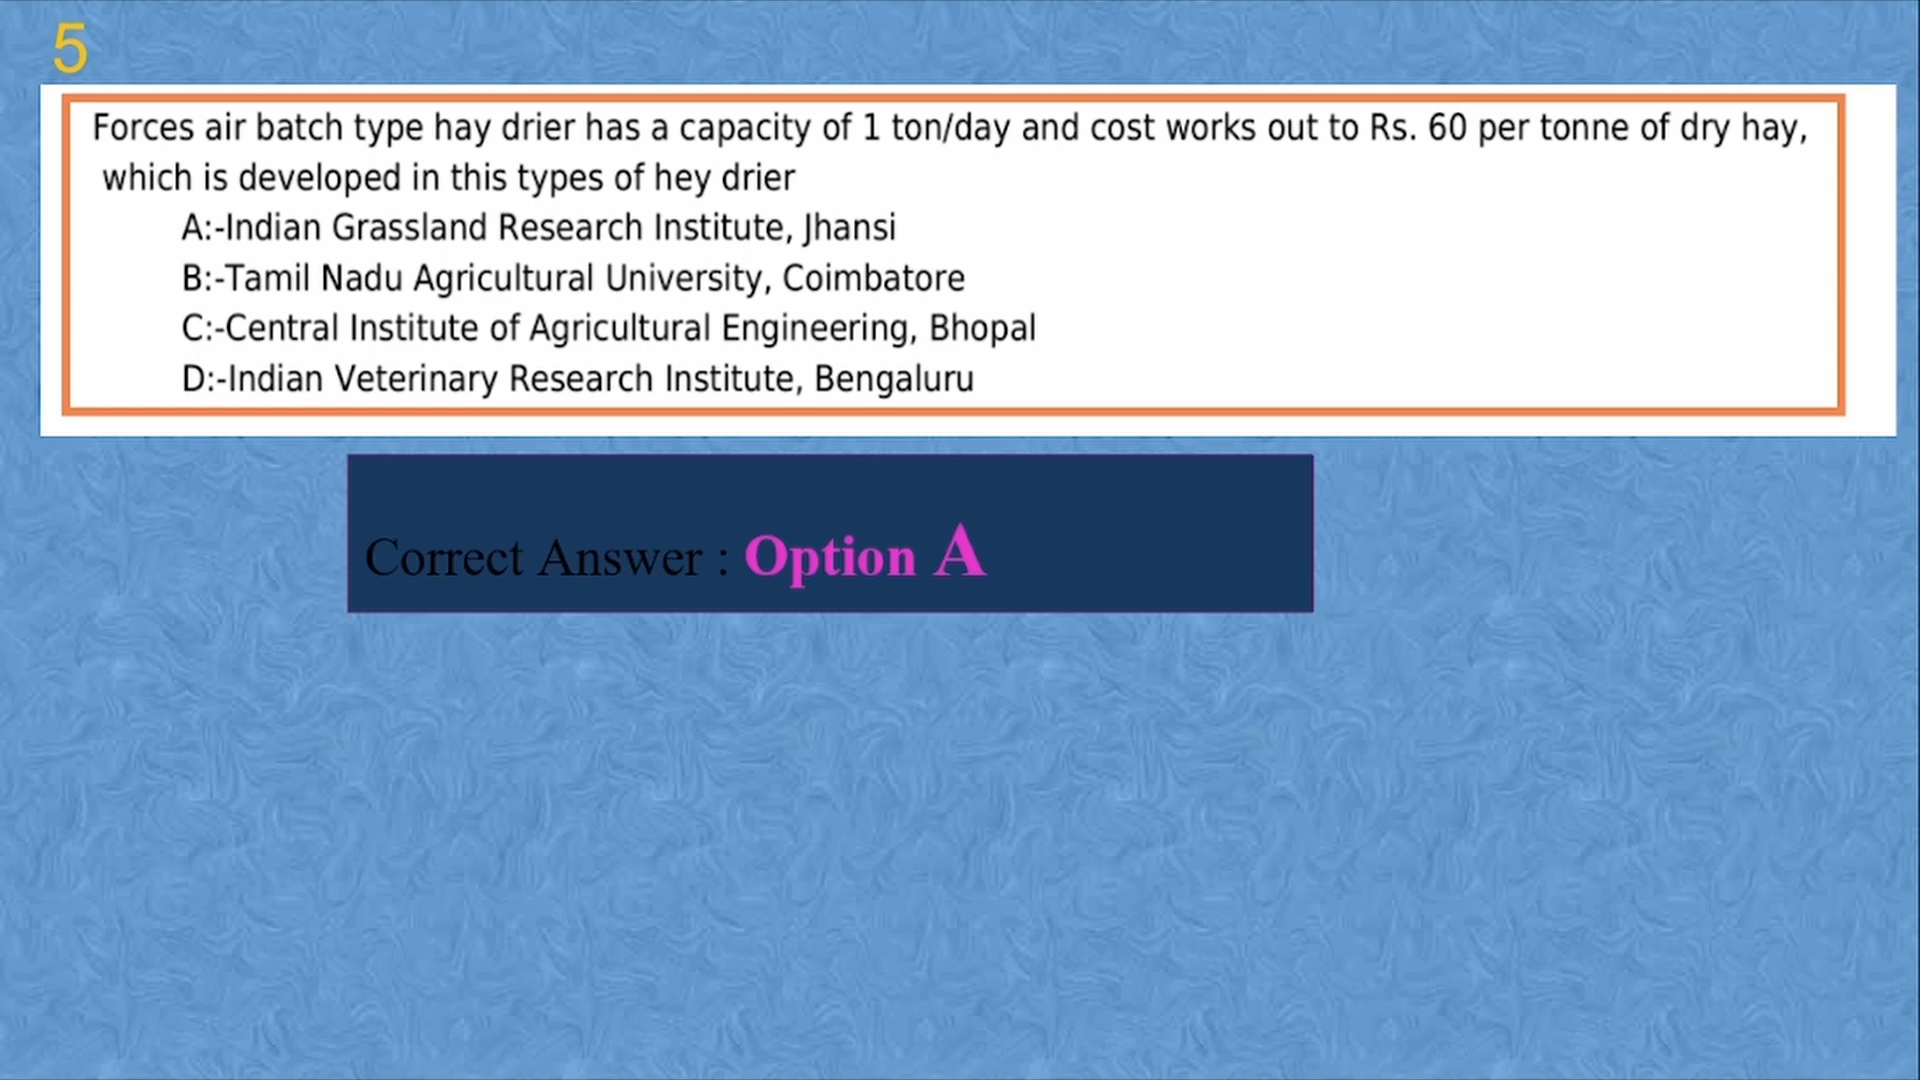 5
Forces air batch type hay drier has a capacity of 1 ton/day and cost works out to Rs. 60 per tonne of dry hay,
which is developed in this types of hey drier
A:-Indian Grassland Research Institute, Jhansi
B:-Tamil Nadu Agricultural University, Coimbatore
C:-Central Institute of Agricultural Engineering, Bhopal
D:-Indian Veterinary Research Institute, Bengaluru
Correct Answer : Option A